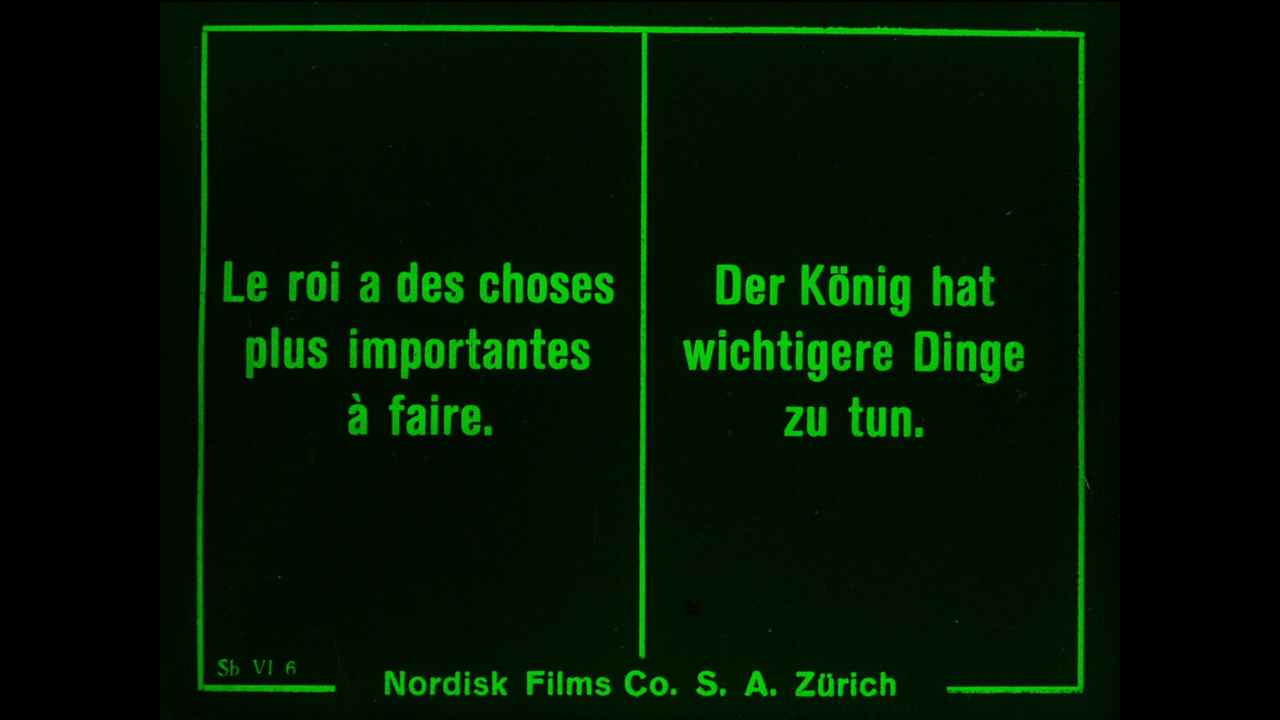 Le roi a des choses
plus importantes
à faire.
Der König hat
wichtigere Dinge
zu tun.
Sb VI 6
Nordisk Films Co. S. A. Zürich